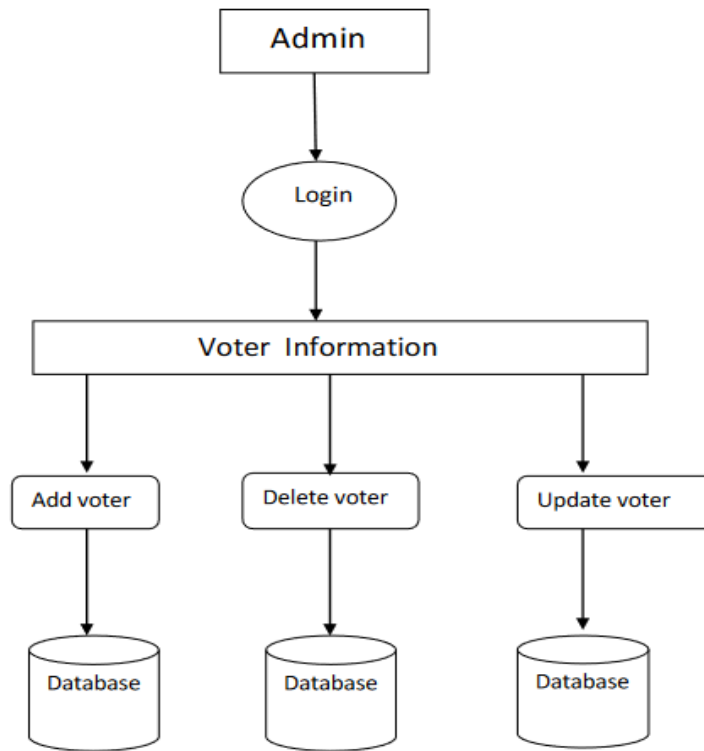 Admin
Login
Voter Information
Add voter
Delete voter
Update voter
Database
Database
Database